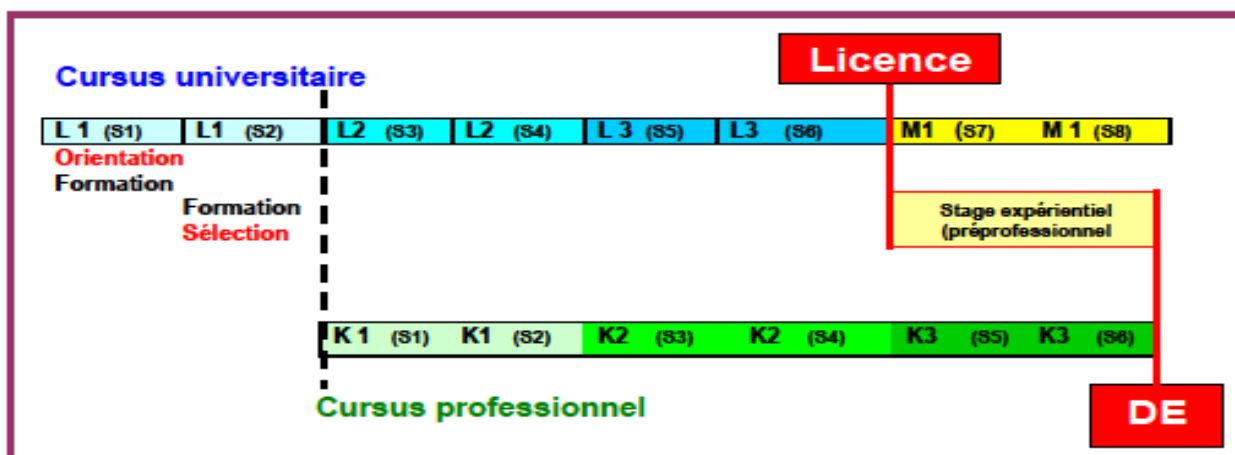 Licence
Cursus universitaire
L 1 (S1) L1 (S2) L2 (S3) L2 (S4) L 3 (S5) L3 (S6) M1 (S7) M 1 (S8)
Orientation
Formation
Formation
Sélection
Stage expérientiel
(préprofessionnel
K 1 (S1) K1 (S2) K2 (S3) K2 (S4) K3 (S5) K3 (S6)
Cursus professionnel
DE